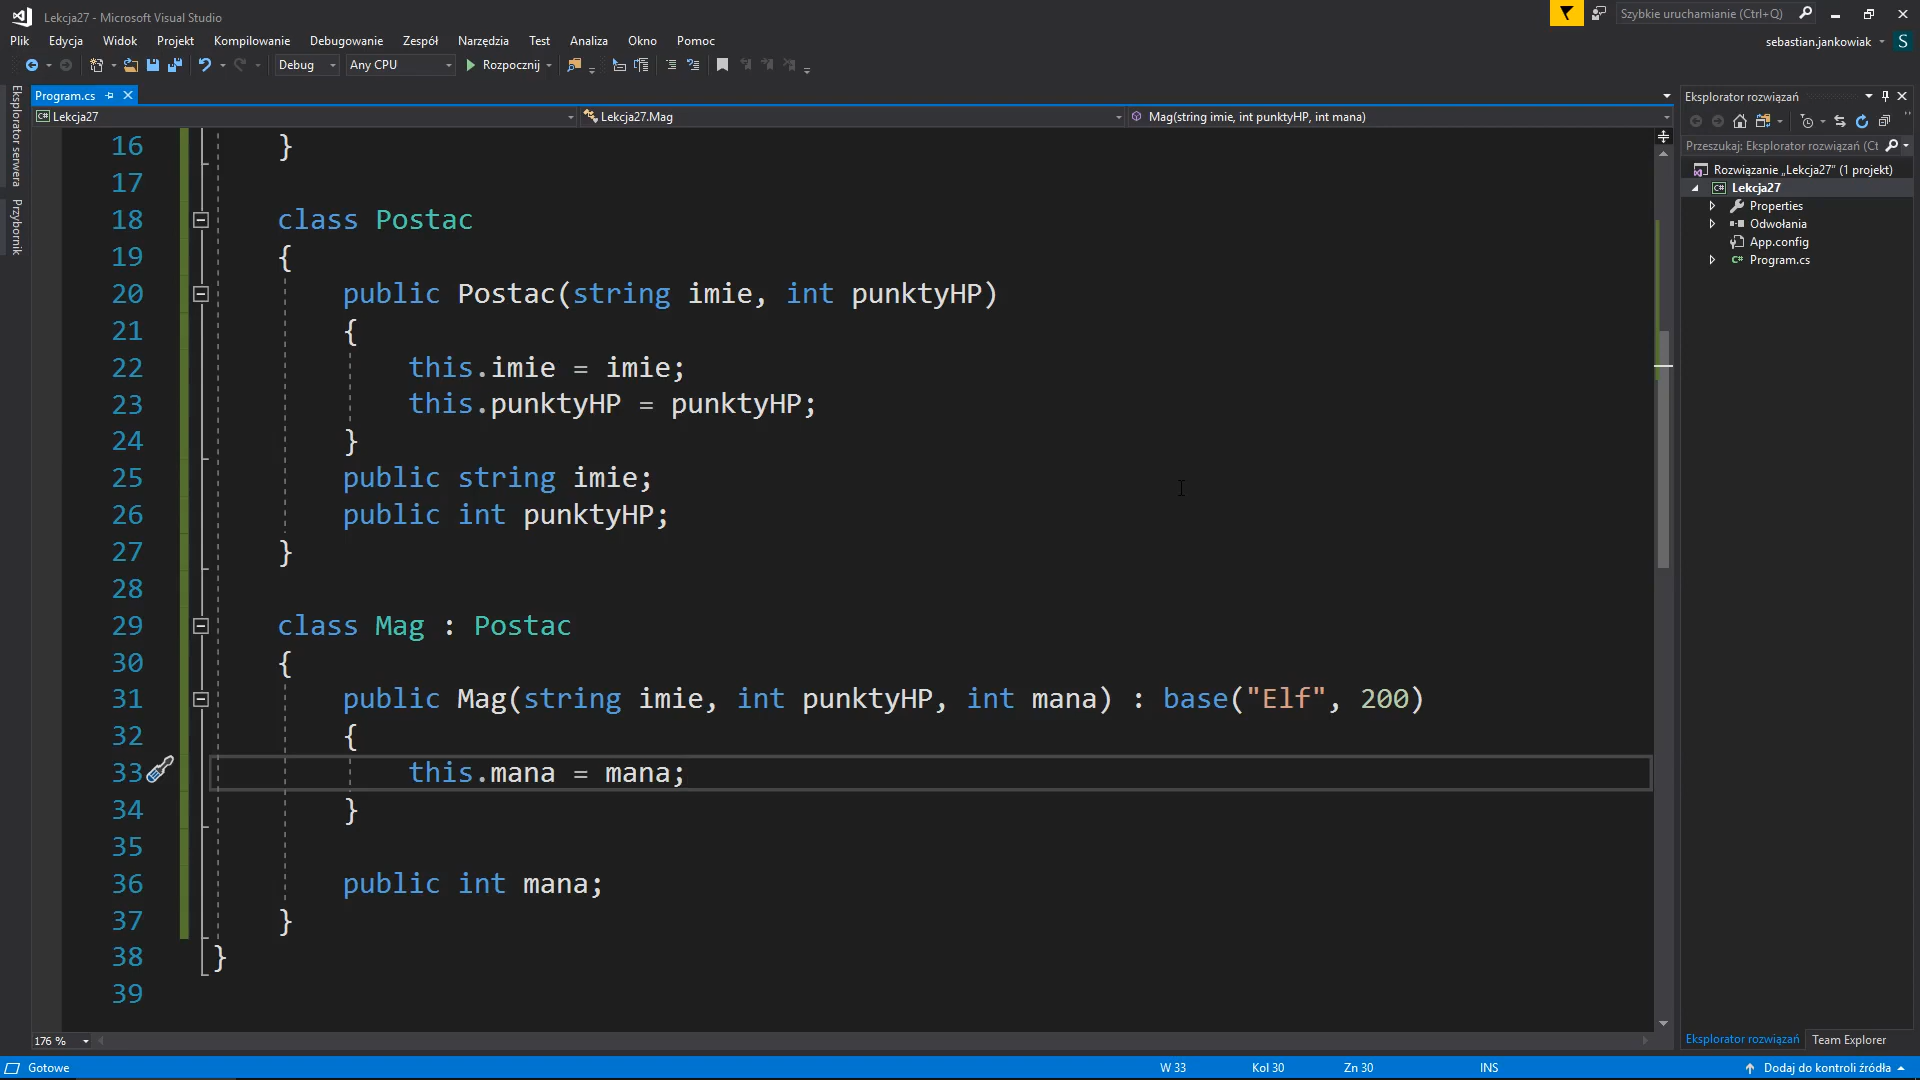 Lekcja27 - Microsoft Visual Studio
Szybkie uruchamianie (Ctrl+Q)
Plik Edycja Widok Projekt Kompilowanie Debugowanie Zespół Narzędzia Test Analiza Okno Pomoc
sebastian.jankowiak S
Debug Any CPU Rozpocznij
Eksplorator serwera
Przybornik
Program.cs
Lekcja27 Lekcja27.Mag Mag(string imie, int punktyHP, int mana)
16 }
17
18 class Postac
19 {
20 public Postac(string imie, int punktyHP)
21 {
22 this.imie = imie;
23 this.punktyHP = punktyHP;
24 }
25 public string imie;
26 public int punktyHP;
27 }
28
29 class Mag : Postac
30 {
31 public Mag(string imie, int punktyHP, int mana) : base("Elf", 200)
32 {
33 this.mana = mana;
34 }
35
36 public int mana;
37 }
38 }
39
176 %
Eksplorator rozwiązań
Przeszukaj: Eksplorator rozwiązań (Ct
Rozwiązanie „Lekcja27” (1 projekt)
C# Lekcja27
Properties
Odwołania
App.config
C# Program.cs
Eksplorator rozwiązań Team Explorer
Gotowe W 33 Kol 30 Zn 30 INS Dodaj do kontroli źródła